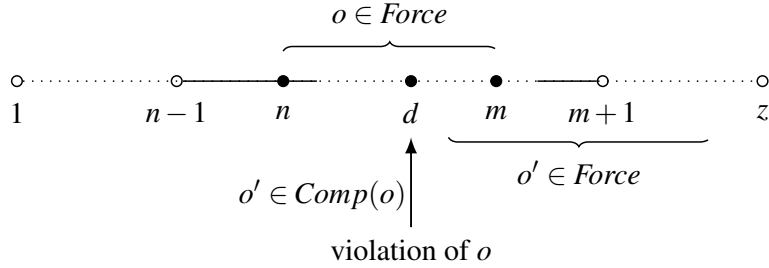 o ∈ Force
1 n − 1 n d m m + 1 z
o′ ∈ Force
o′ ∈ Comp(o)
violation of o